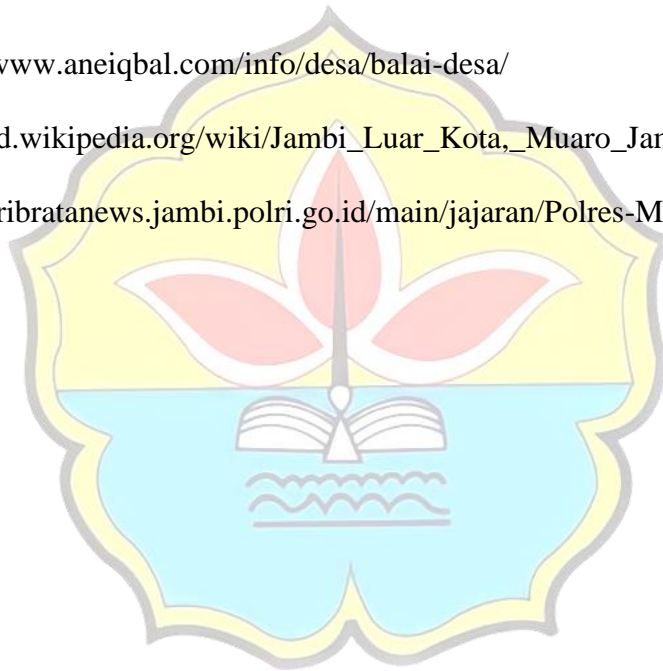 www.aneiqbal.com/info/desa/balai-desa/
d.wikipedia.org/wiki/Jambi_Luar_Kota,_Muaro_Jar
ribratanews.jambi.polri.go.id/main/jajaran/Polres-M